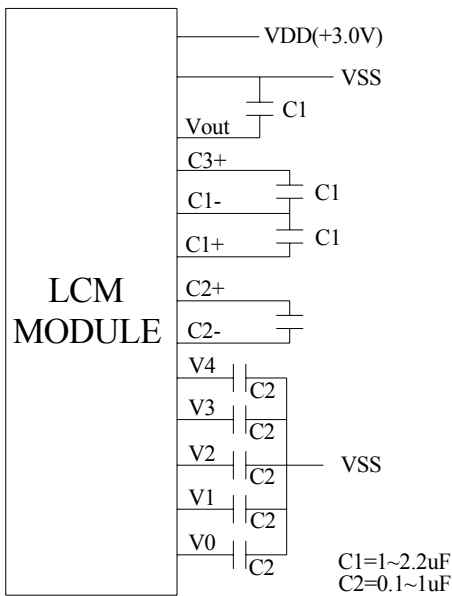 VDD(+3.0V)
VSS
C1
Vout
C3+
C1
C1-
C1
C1+
C2+
LCM
MODULE
C2-
V4
C2
V3
C2
V2
C2
VSS
V1
C2
V0
C2
C1=1~2.2uF
C2=0.1~1uF